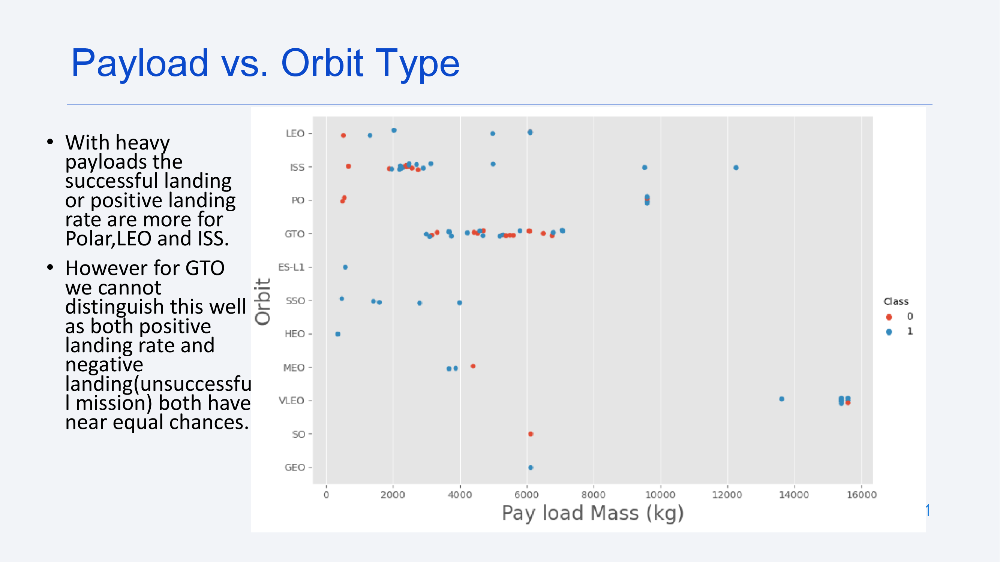 Payload vs. Orbit Type
• With heavy
payloads the
successful landing
or positive landing
rate are more for
Polar,LEO and ISS.
• However for GTO
we cannot
distinguish this well
as both positive
landing rate and
negative
landing(unsuccessfu
l mission) both have
near equal chances.
Orbit
LEO
ISS
PO
GTO
ES-L1
SSO
HEO
MEO
VLEO
SO
GEO
0 2000 4000 6000 8000 10000 12000 14000 16000
Pay load Mass (kg)
Class
0
1
1